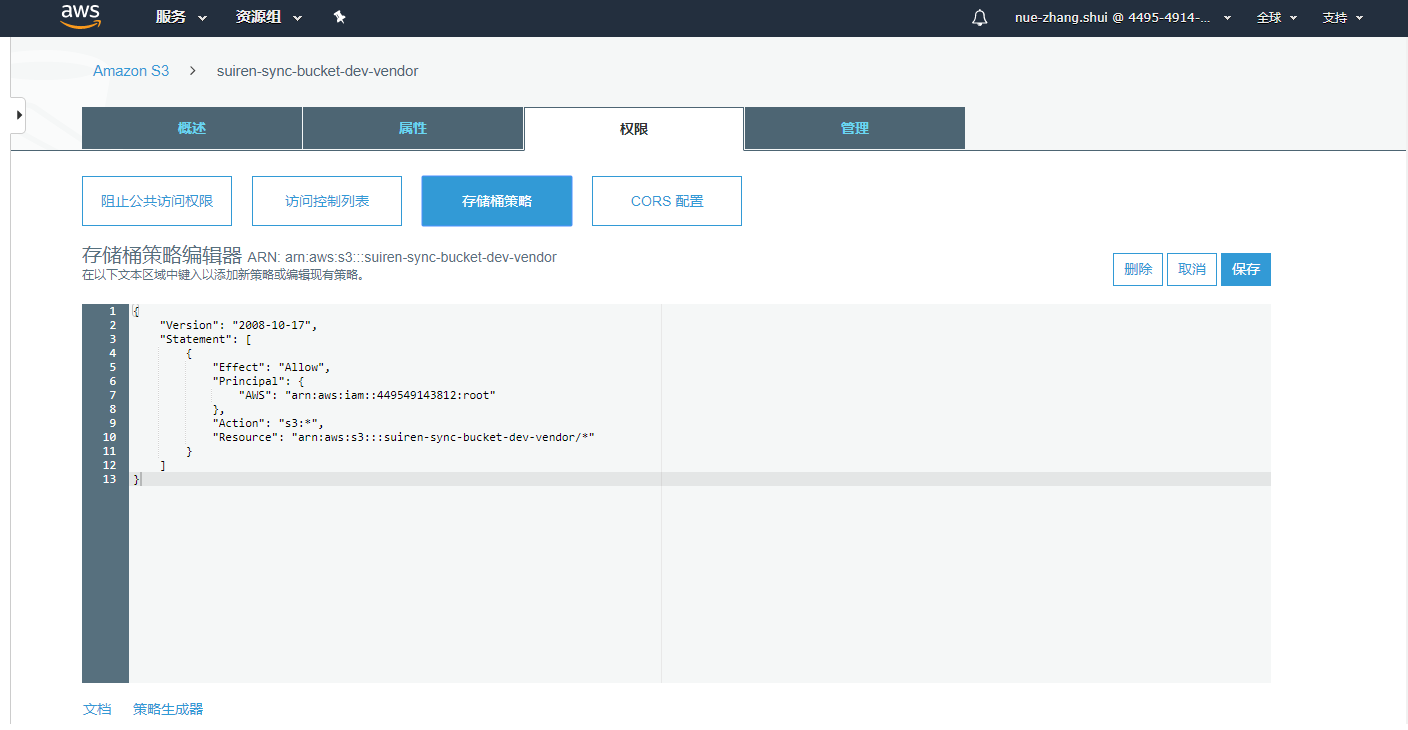 aws 服务 资源组 nue-zhang.shui @ 4495-4914-... 全球 支持
Amazon S3 > suiren-sync-bucket-dev-vendor
概述 属性 权限 管理
阻止公共访问权限 访问控制列表 存储桶策略 CORS 配置
存储桶策略编辑器 ARN: arn:aws:s3:::suiren-sync-bucket-dev-vendor
在以下文本区域中键入以添加新策略或编辑现有策略。
删除 取消 保存
1 {
2 "Version": "2008-10-17",
3 "Statement": [
4 {
5 "Effect": "Allow",
6 "Principal": {
7 "AWS": "arn:aws:iam::449549143812:root"
8 },
9 "Action": "s3:*",
10 "Resource": "arn:aws:s3:::suiren-sync-bucket-dev-vendor/*"
11 }
12 ]
13 }
文档 策略生成器